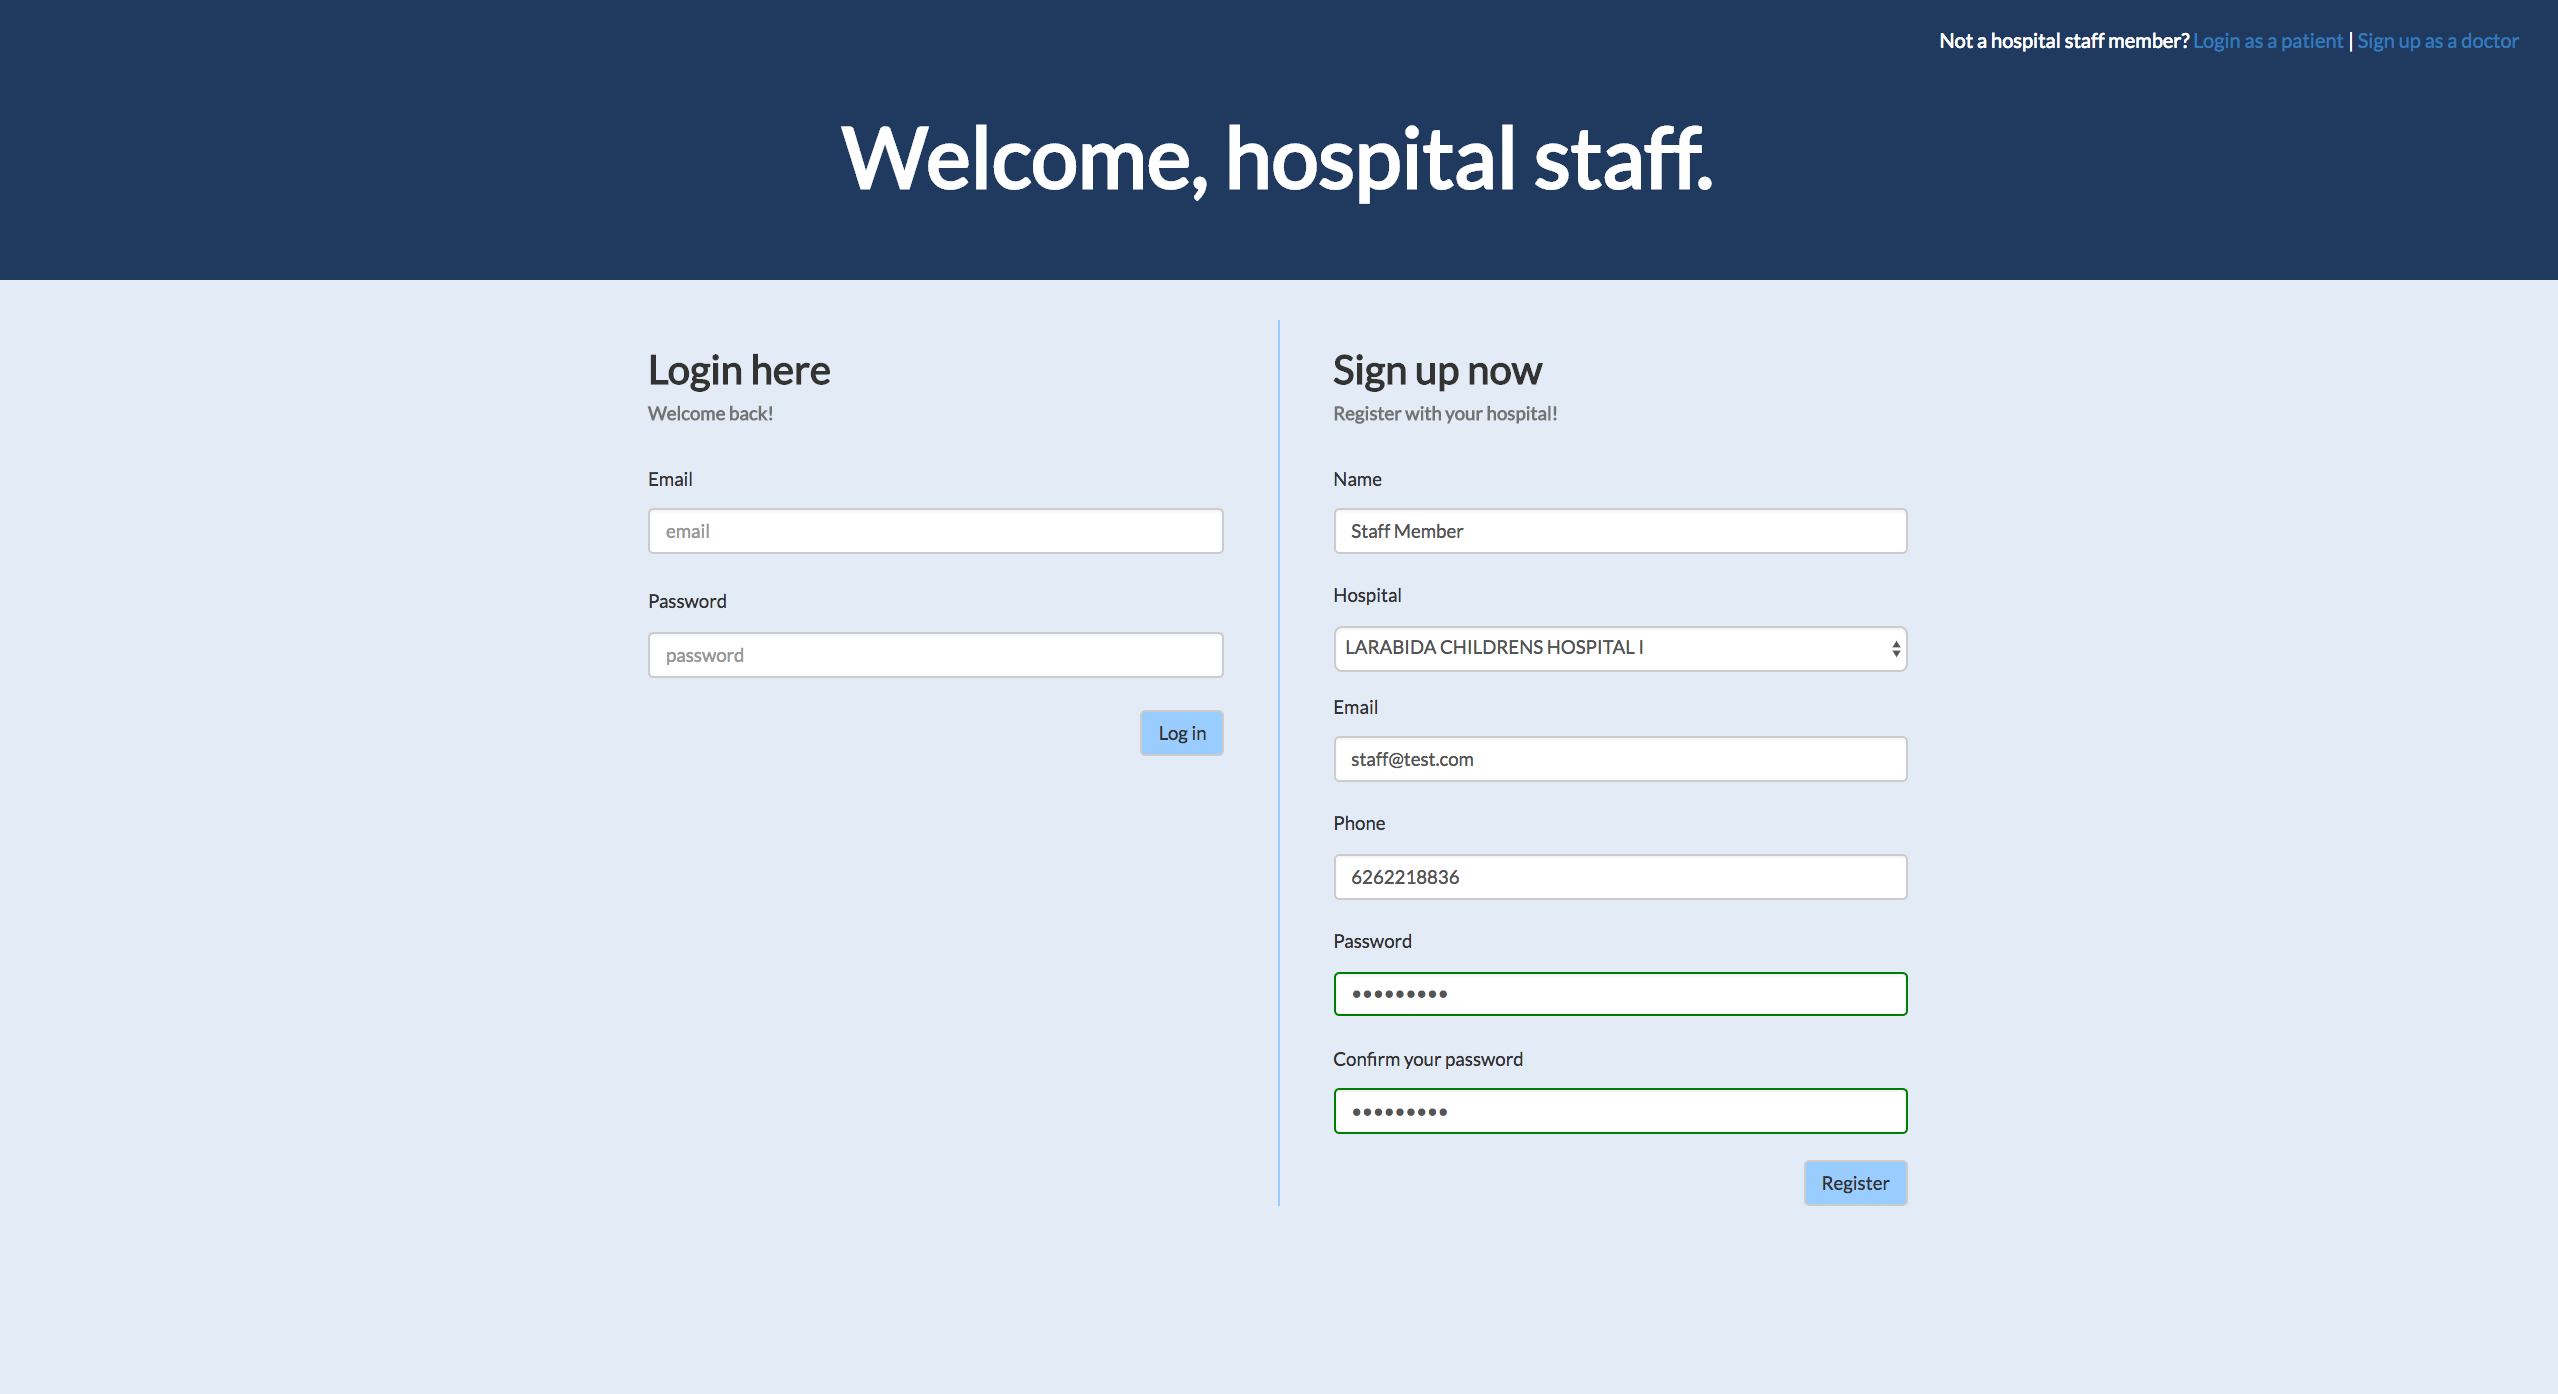 Not a hospital staff member? Login as a patient | Sign up as a doctor
Welcome, hospital staff.
Login here
Welcome back!
Email
email
Password
password
Log in
Sign up now
Register with your hospital!
Name
Staff Member
Hospital
LARABIDA CHILDRENS HOSPITAL I
Email
staff@test.com
Phone
6262218836
Password
•••••••••
Confirm your password
•••••••••
Register